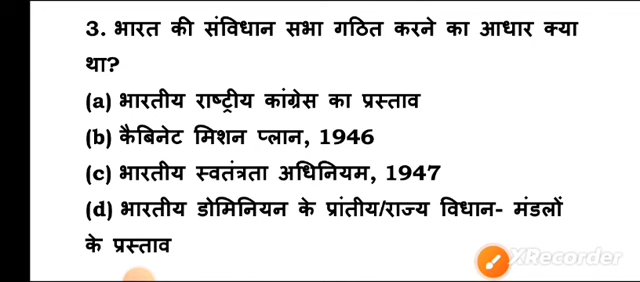 3. भारत की संविधान सभा गठित करने का आधार क्या
था?
(a) भारतीय राष्ट्रीय कांग्रेस का प्रस्ताव
(b) कैबिनेट मिशन प्लान, 1946
(c) भारतीय स्वतंत्रता अधिनियम, 1947
(d) भारतीय डोमिनियन के प्रांतीय/राज्य विधान- मंडलों
के प्रस्ताव
XRecorder